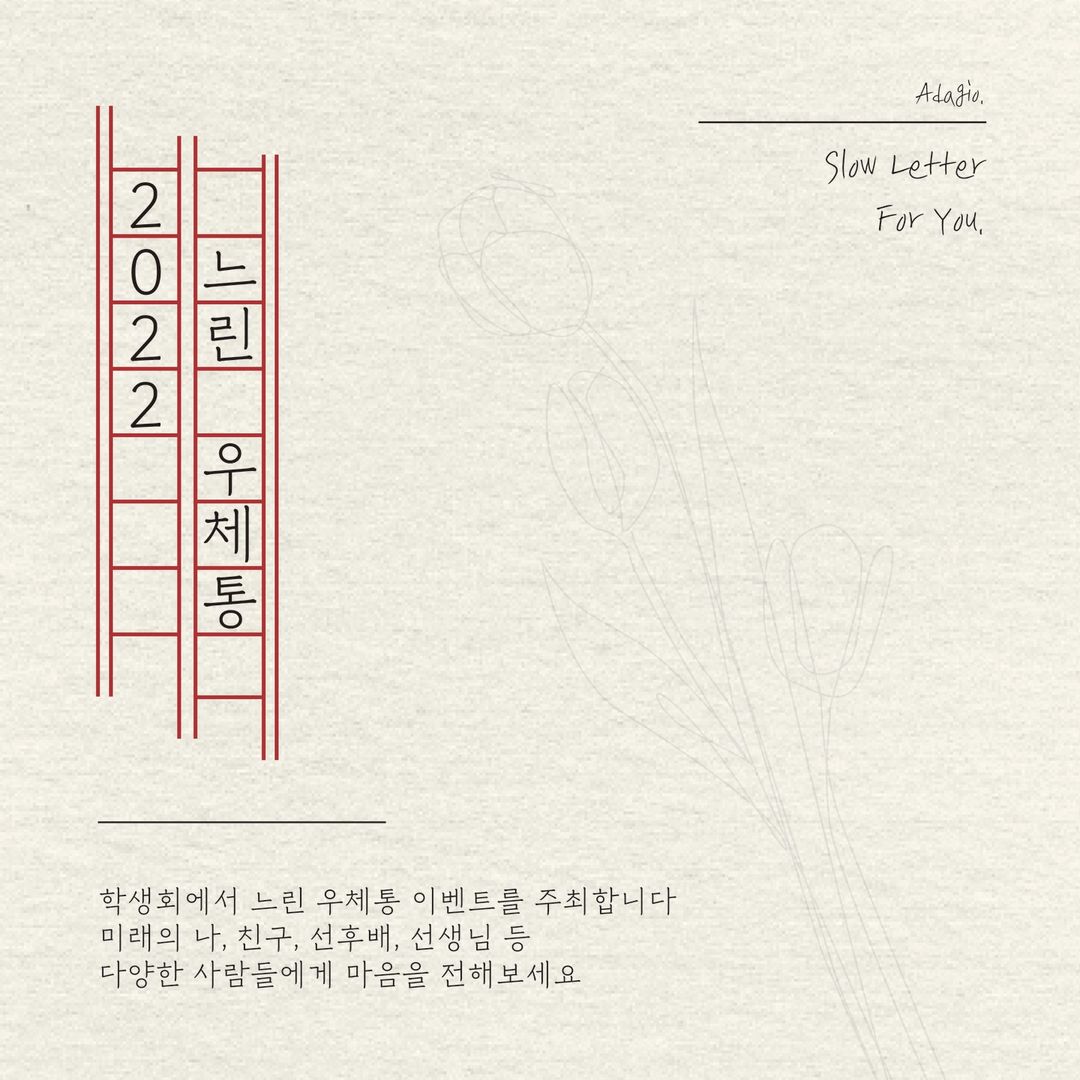 2022
느린 우체통
Adagio.
Slow Letter
For You.
학생회에서 느린 우체통 이벤트를 주최합니다
미래의 나, 친구, 선후배, 선생님 등
다양한 사람들에게 마음을 전해보세요